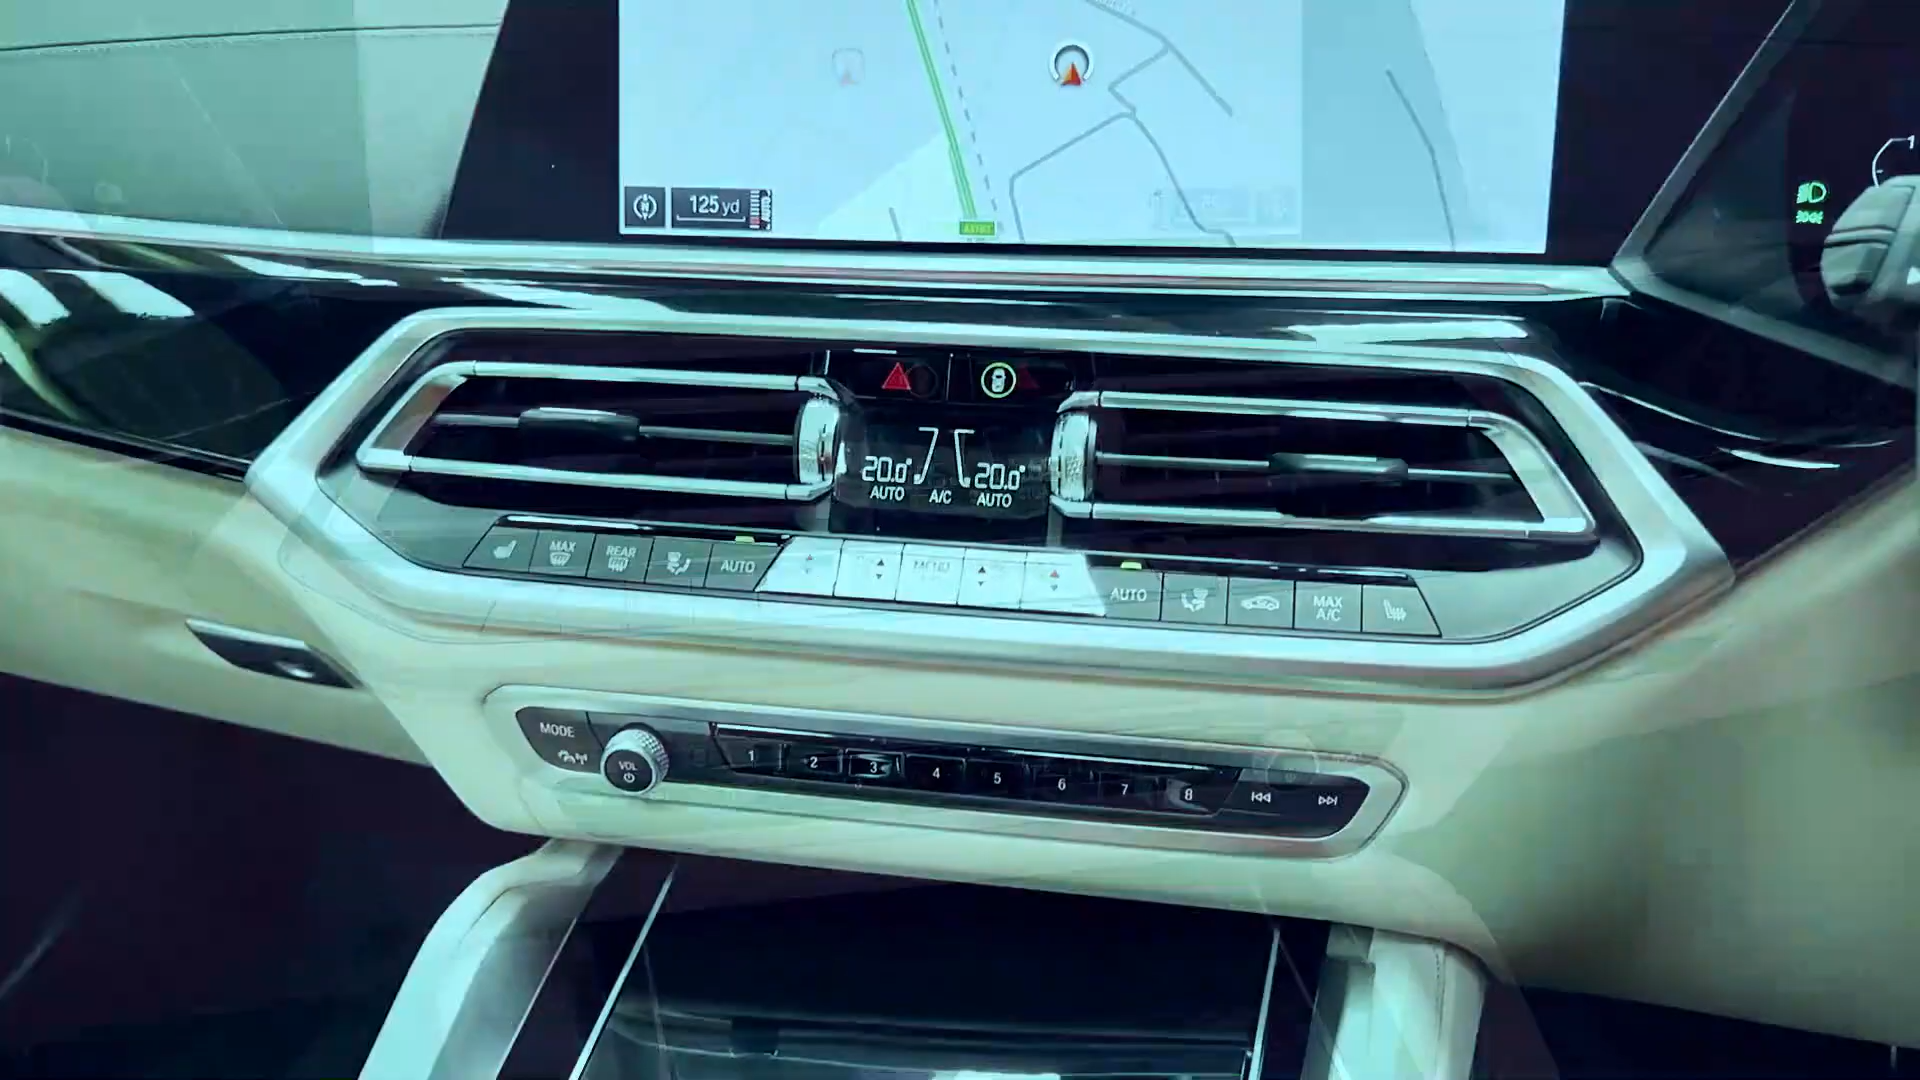 125 yd
20.0° 20.0°
AUTO A/C AUTO
MAX
REAR
AUTO
MENU
AUTO
MAX
A/C
MODE
VOL
1 2 3 4 5 6 7 8